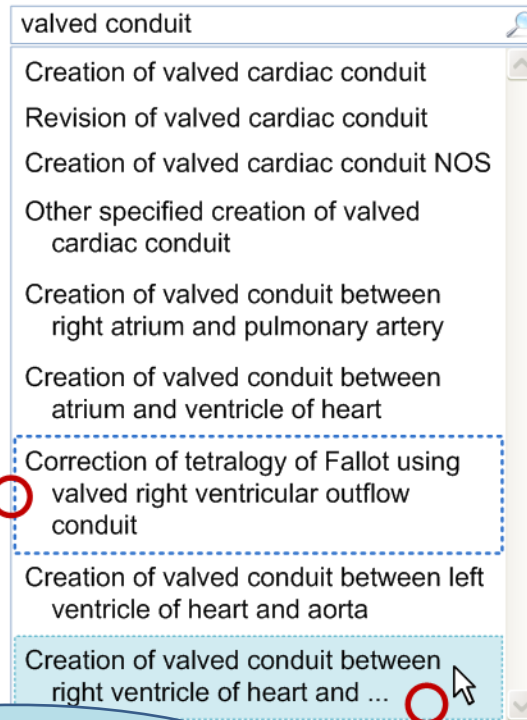 valved conduit
Creation of valved cardiac conduit
Revision of valved cardiac conduit
Creation of valved cardiac conduit NOS
Other specified creation of valved
cardiac conduit
Creation of valved conduit between
right atrium and pulmonary artery
Creation of valved conduit between
atrium and ventricle of heart
Correction of tetralogy of Fallot using
valved right ventricular outflow
conduit
Creation of valved conduit between left
ventricle of heart and aorta
Creation of valved conduit between
right ventricle of heart and ...